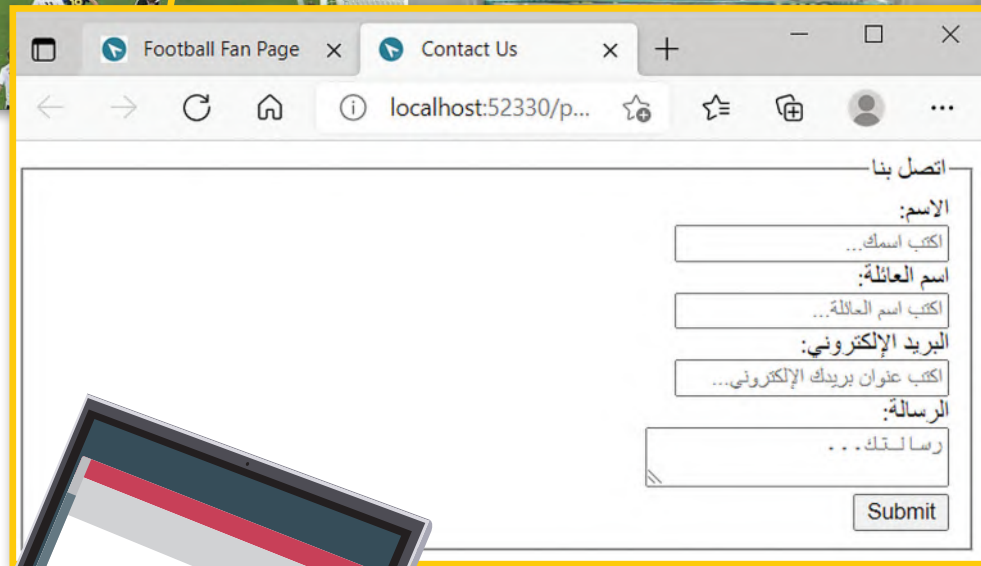 Football Fan Page
Contact Us
localhost:52330/p...
اتصل بنا
الاسم:
اكتب اسمك...
اسم العائلة:
اكتب اسم العائلة...
البريد الإلكتروني:
اكتب عنوان بريدك الإلكتروني...
الرسالة:
رسالتك...
Submit